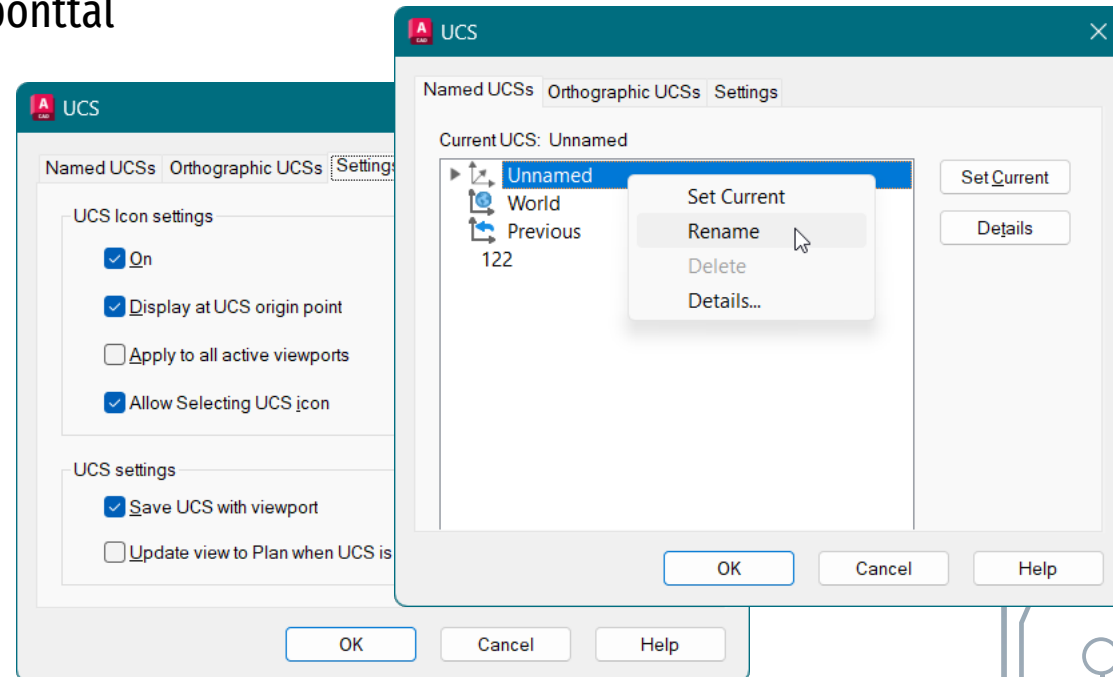 ponttal
UCS
Named UCSs Orthographic UCSs Settings
UCS Icon settings
On
Display at UCS origin point
Apply to all active viewports
Allow Selecting UCS icon
UCS settings
Save UCS with viewport
Update view to Plan when UCS is
OK Cancel Help
A CAD UCS
Named UCSs Orthographic UCSs Settings
Current UCS: Unnamed
Unnamed
World
Previous
122
Set Current
Rename
Delete
Details...
Set Current
Details
OK Cancel Help